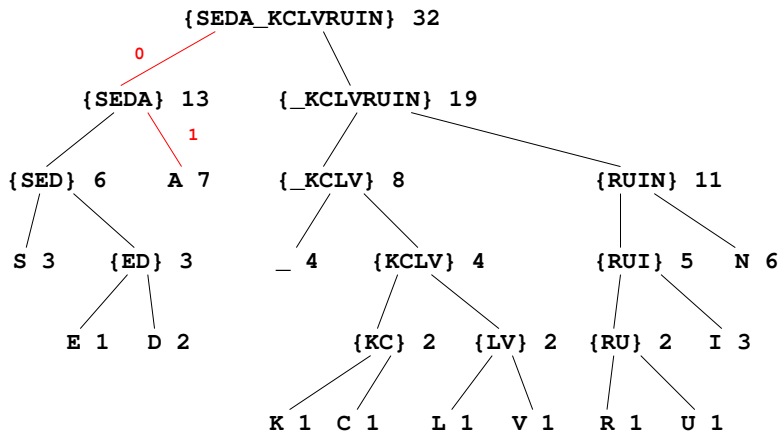 {SEDA_KCLVRUIN} 32
0
{SEDA} 13 {_KCLVRUIN} 19
1
{SED} 6 A 7 {_KCLV} 8 {RUIN} 11
S 3 {ED} 3 _ 4 {KCLV} 4 {RUI} 5 N 6
E 1 D 2 {KC} 2 {LV} 2 {RU} 2 I 3
K 1 C 1 L 1 V 1 R 1 U 1